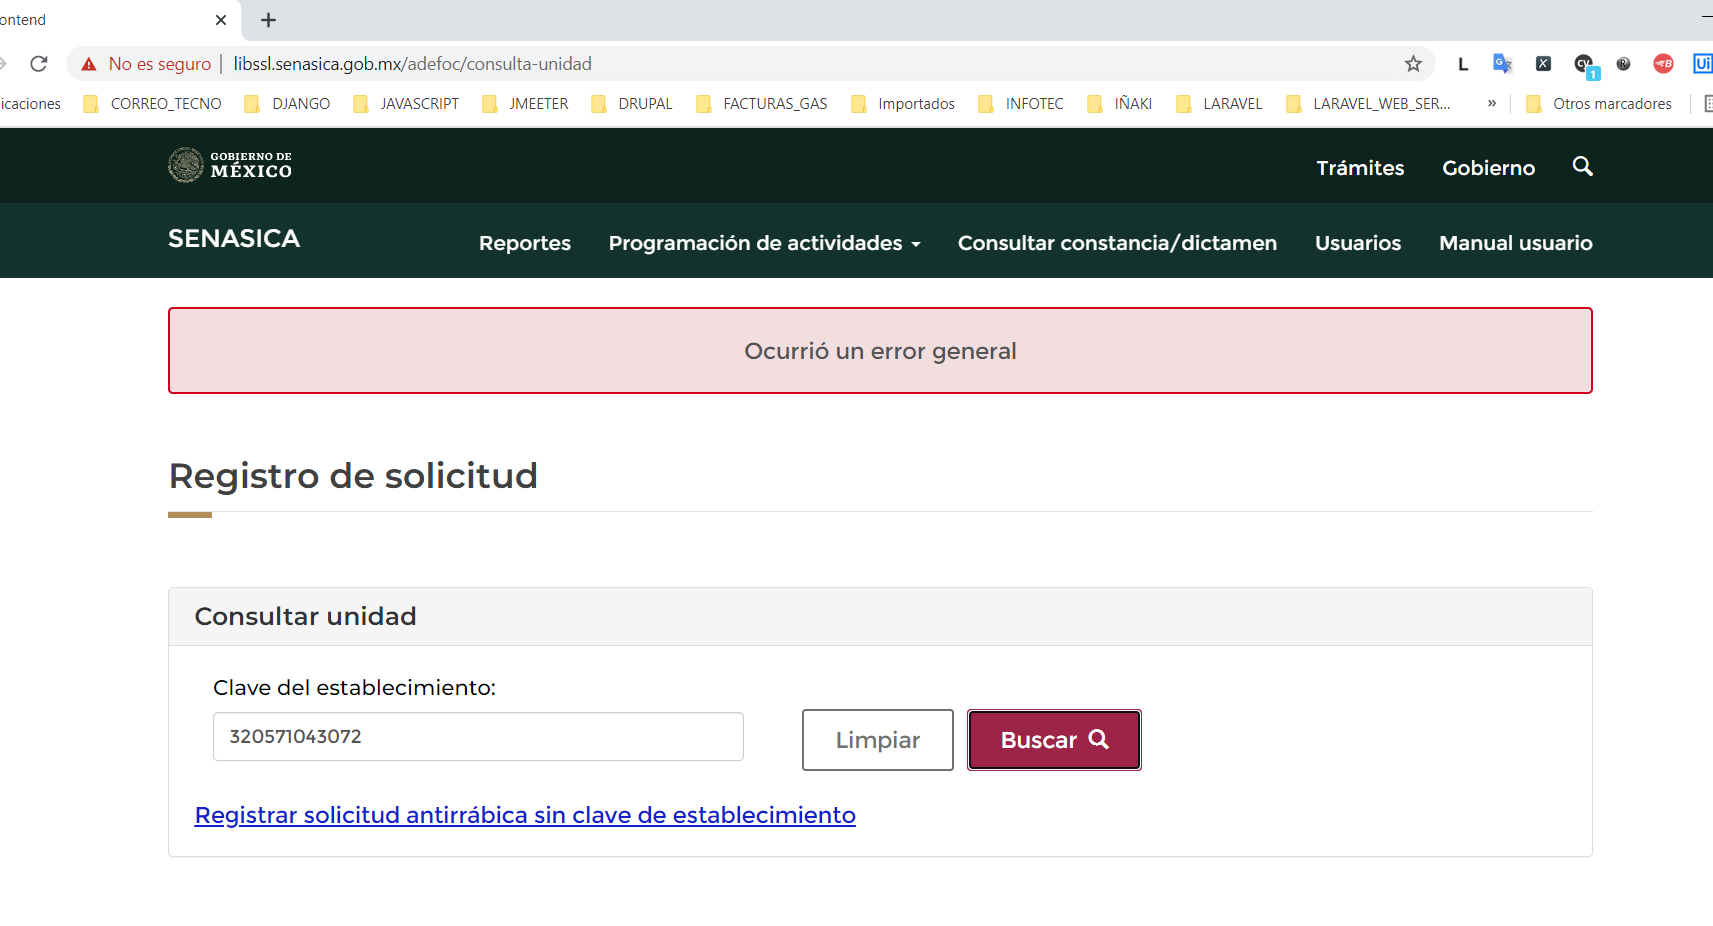 ontend
No es seguro | libssl.senasica.gob.mx/adefoc/consulta-unidad
icaciones CORREO_TECNO DJANGO JAVASCRIPT JMEETER DRUPAL FACTURAS_GAS Importados INFOTEC IÑAKI LARAVEL LARAVEL_WEB_SER... » Otros marcadores
GOBIERNO DE
MÉXICO
Trámites Gobierno
SENASICA Reportes Programación de actividades Consultar constancia/dictamen Usuarios Manual usuario
Ocurrió un error general
Registro de solicitud
Consultar unidad
Clave del establecimiento:
320571043072 Limpiar Buscar
Registrar solicitud antirrábica sin clave de establecimiento